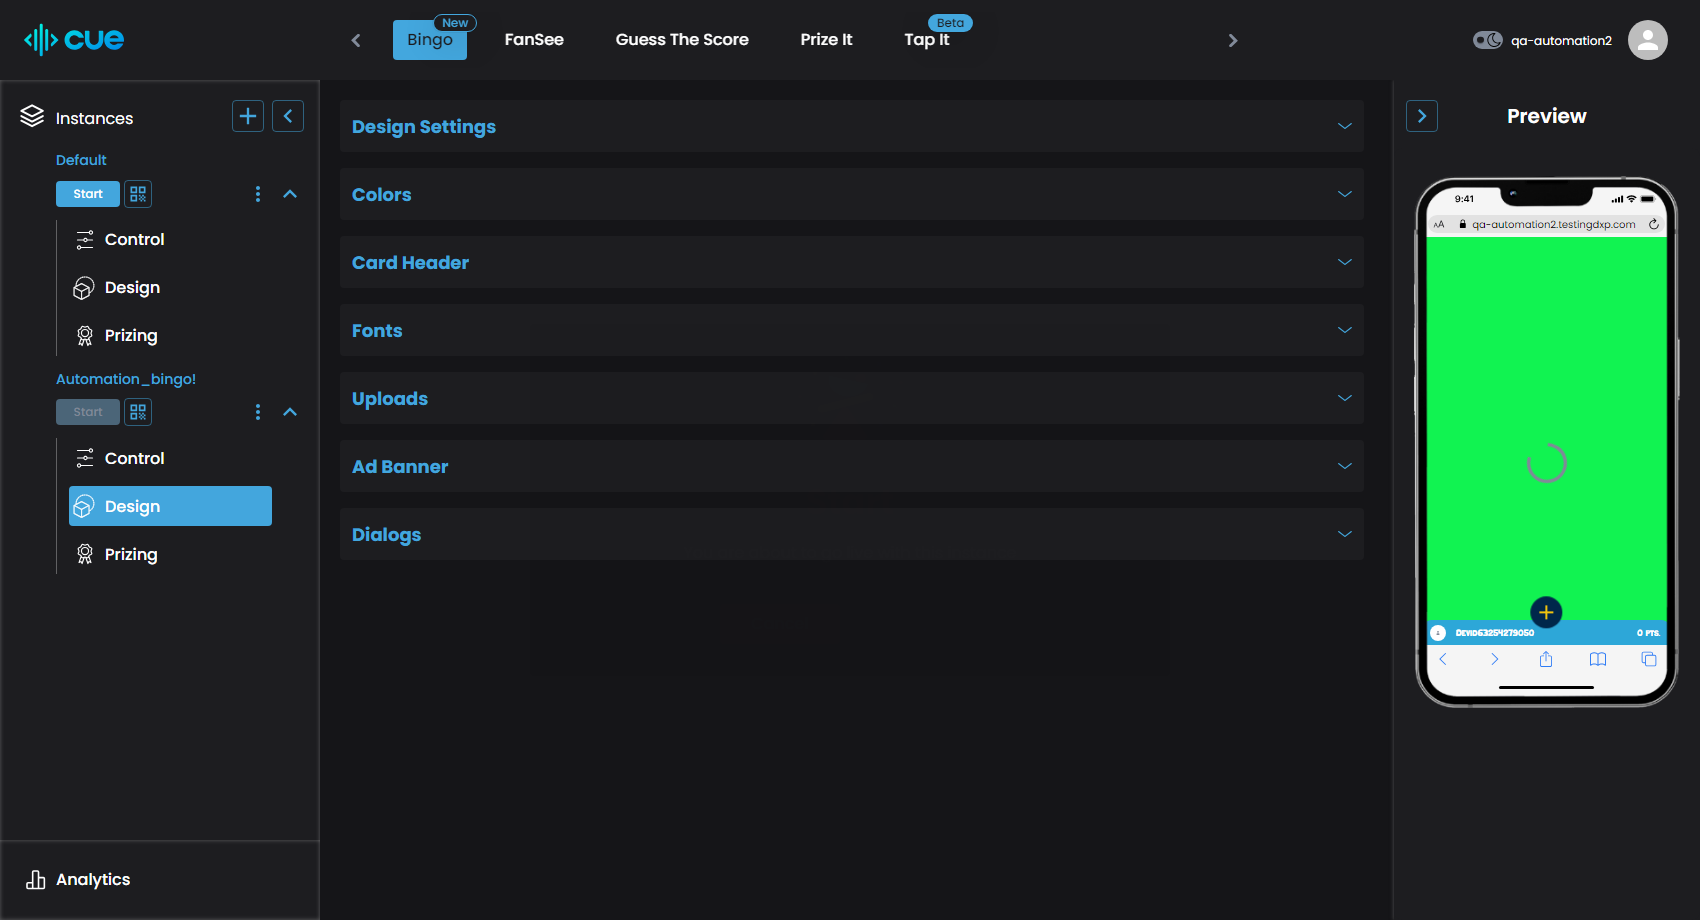 cue
Bingo
New
FanSee
Guess The Score
Prize It
Tap It
Beta
qa-automation2
Instances
Default
Start
Control
Design
Prizing
Automation_bingo!
Start
Control
Design
Prizing
Analytics
Design Settings
Colors
Card Header
Fonts
Uploads
Ad Banner
Dialogs
Preview
9:41
AA qa-automation2.testingdxp.com
Devid63254279050 0 PTS.